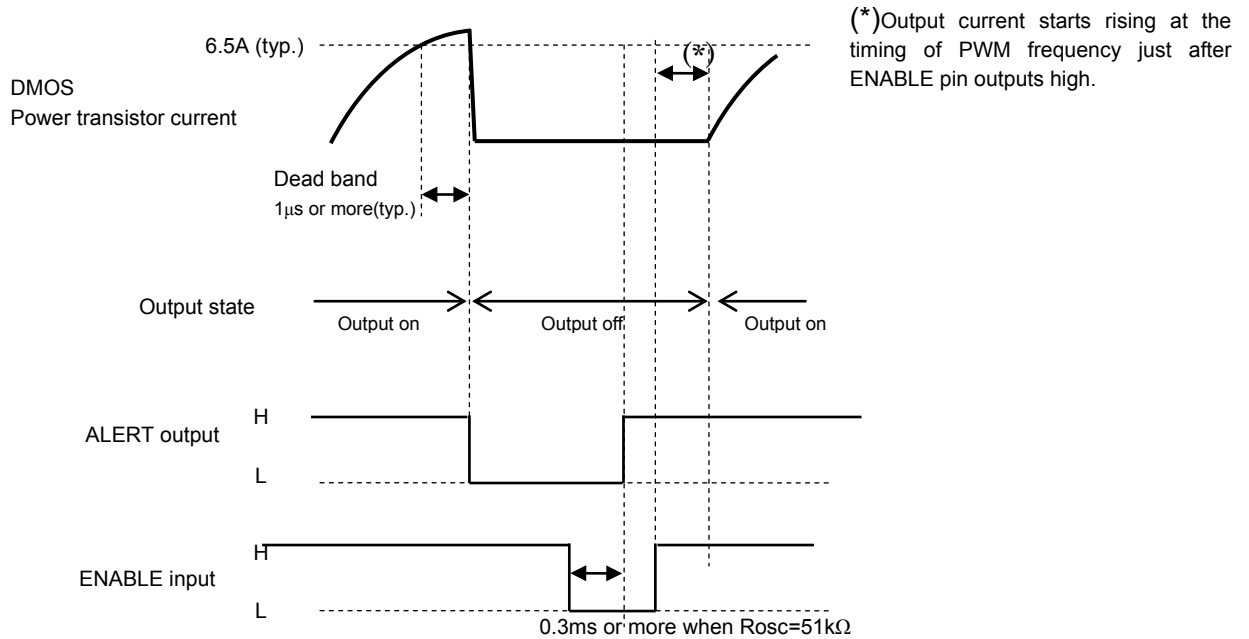 (*)Output current starts rising at the
timing of PWM frequency just after
ENABLE pin outputs high.
6.5A (typ.)
(*)
DMOS
Power transistor current
Dead band
1μs or more(typ.)
Output state
Output on
Output off
Output on
H
ALERT output
L
H
ENABLE input
L
0.3ms or more when Rosc=51kΩ